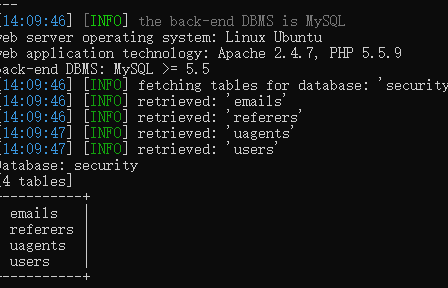 ---
[14:09:46] [INFO] the back-end DBMS is MySQL
web server operating system: Linux Ubuntu
web application technology: Apache 2.4.7, PHP 5.5.9
back-end DBMS: MySQL >= 5.5
[14:09:46] [INFO] fetching tables for database: 'security
[14:09:46] [INFO] retrieved: 'emails'
[14:09:46] [INFO] retrieved: 'referers'
[14:09:47] [INFO] retrieved: 'uagents'
[14:09:47] [INFO] retrieved: 'users'
Database: security
[4 tables]
----------+
emails |
referers |
uagents |
users |
----------+